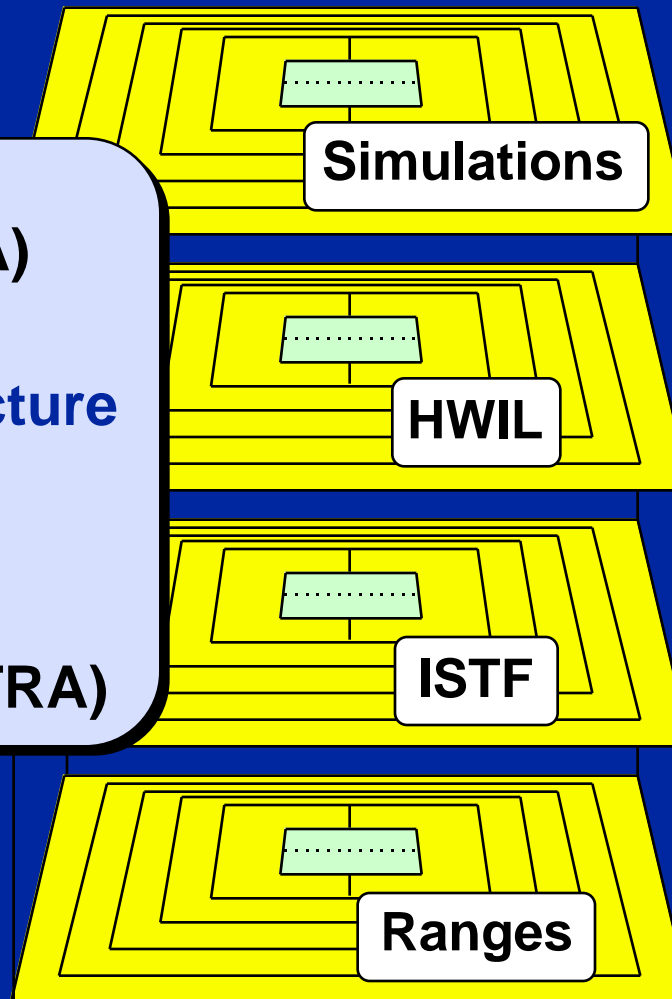 Simulations
A)
cture
HWIL
ISTF
TRA)
Ranges